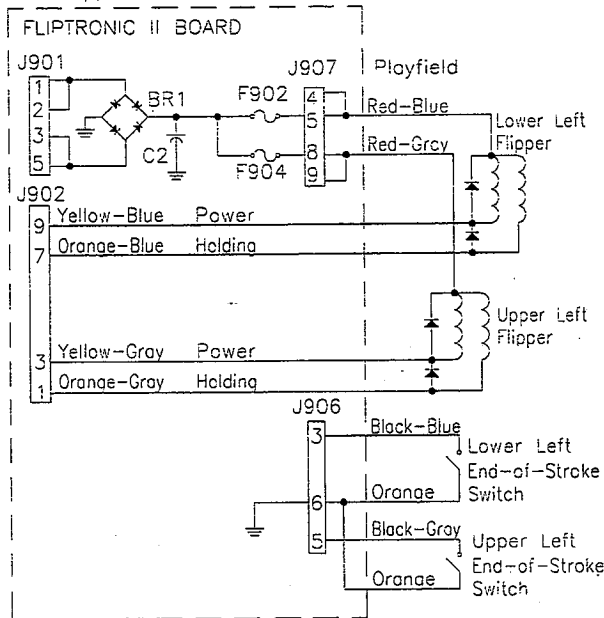 FLIPTRONIC II BOARD
J901
1
2
3
5
BR1
C2
F902
F904
J907
4
5
8
9
Playfield
Red-Blue
Red-Gray
Lower Left
Flipper
J902
9
Yellow-Blue Power
7
Orange-Blue Holding
3
Yellow-Gray Power
1
Orange-Gray Holding
Upper Left
Flipper
J906
3
Black-Blue
6
Orange
5
Black-Gray
Orange
Lower Left
End-of-Stroke
Switch
Upper Left
End-of-Stroke
Switch